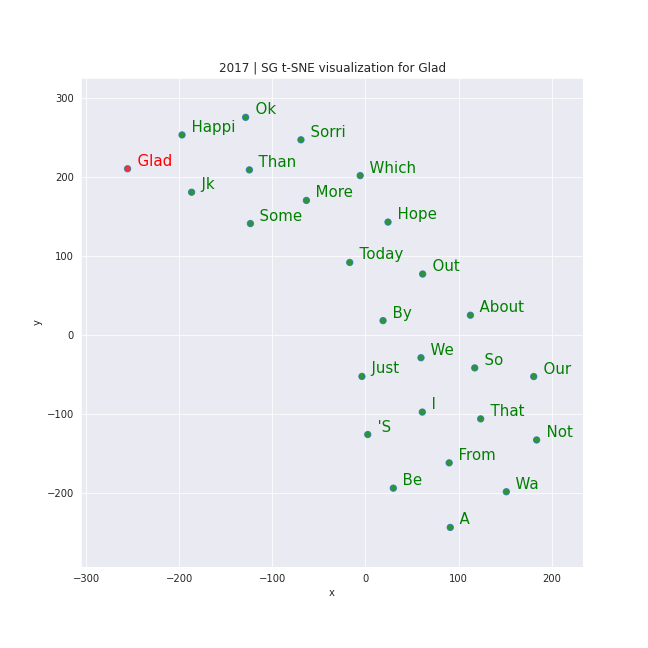 2017 | SG t-SNE visualization for Glad
300
Ok
Happi
Sorri
Glad
Than
Which
200
Jk
More
Some
Hope
Today
100
Out
By
About
0
We
So
Just
Our
y
I
−100
That
'S
Not
From
Be
Wa
−200
A
−300
−200
−100
0
100
200
x